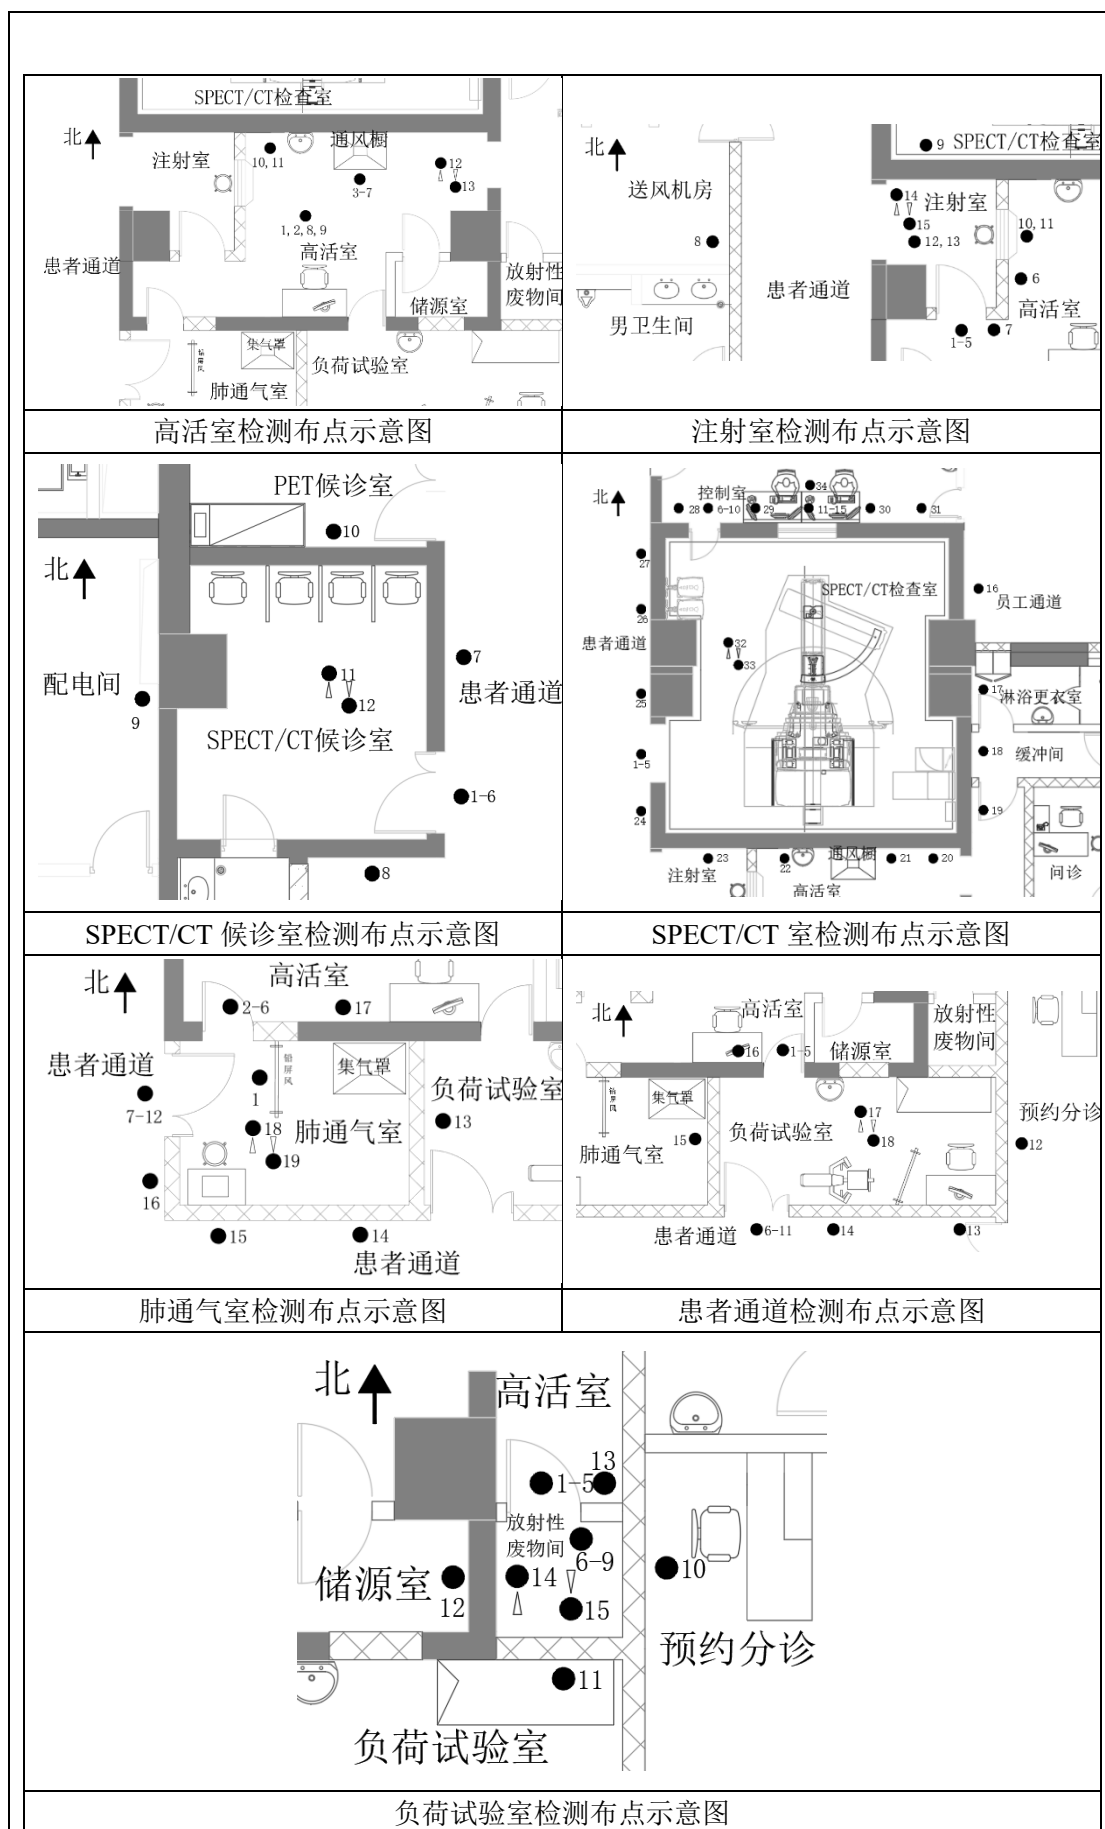 SPECT/CT检查室
北
注射室
通风橱
10,11
3-7
12
13
1,2,8,9
高活室
患者通道
储源室
放射性
废物间
集气罩
铅屏风
负荷试验室
肺通气室
高活室检测布点示意图
9
SPECT/CT检查室
北
送风机房
14
注射室
15
8
12,13
10,11
6
患者通道
高活室
男卫生间
1-5
7
注射室检测布点示意图
PET候诊室
10
北
配电间
9
11
12
7
患者通道
SPECT/CT候诊室
1-6
8
SPECT/CT 候诊室检测布点示意图
控制室
34
北
28
6-10
29
11-15
30
31
27
SPECT/CT检查室
16
员工通道
26
患者通道
32
33
25
17
淋浴更衣室
1-5
18
缓冲间
24
19
23
22
通风橱
21
20
注射室
高活室
问诊
SPECT/CT 室检测布点示意图
高活室
北
2-6
17
患者通道
铅屏风
集气罩
负荷试验室
7-12
1
13
18
肺通气室
19
16
15
14
患者通道
肺通气室检测布点示意图
北
高活室
放射性
废物间
16
1-5
储源室
铅屏风
集气罩
预约分诊
17
负荷试验室
15
18
12
肺通气室
患者通道
6-11
14
13
患者通道检测布点示意图
北
高活室
13
1-5
放射性
废物间
6-9
储源室
12
14
15
10
预约分诊
11
负荷试验室
负荷试验室检测布点示意图